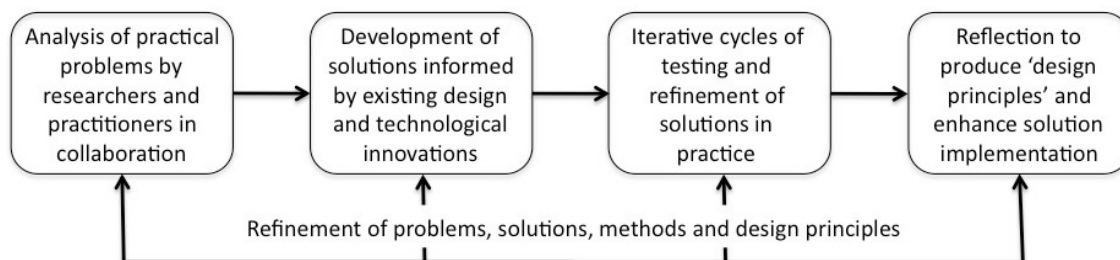 Analysis of practical
problems by
researchers and
practitioners in
collaboration
Development of
solutions informed
by existing design
and technological
innovations
Iterative cycles of
testing and
refinement of
solutions in
practice
Reflection to
produce ‘design
principles’ and
enhance solution
implementation
Refinement of problems, solutions, methods and design principles